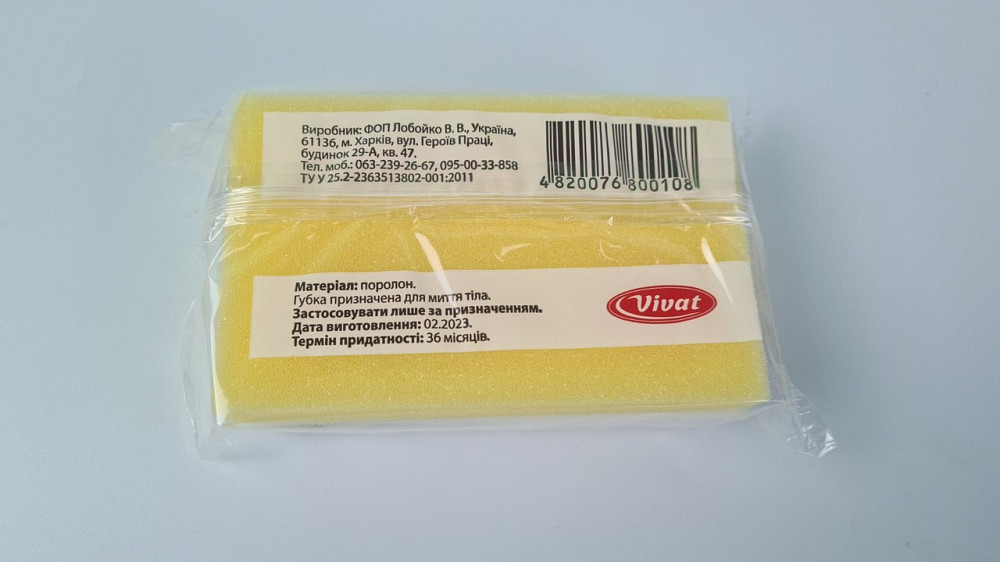 Виробник: ФОП Лобойко В. В., Україна,
61136, м. Харків, вул. Героїв Праці,
будинок 29-А, кв. 47.
Тел. моб.: 063-239-26-67, 095-00-33-858
ТУ У 25.2-2363513802-001:2011
4 820076 800108
Матеріал: поролон.
Губка призначена для миття тіла.
Застосовувати лише за призначенням.
Дата виготовлення: 02.2023.
Термін придатності: 36 місяців.
Vivat